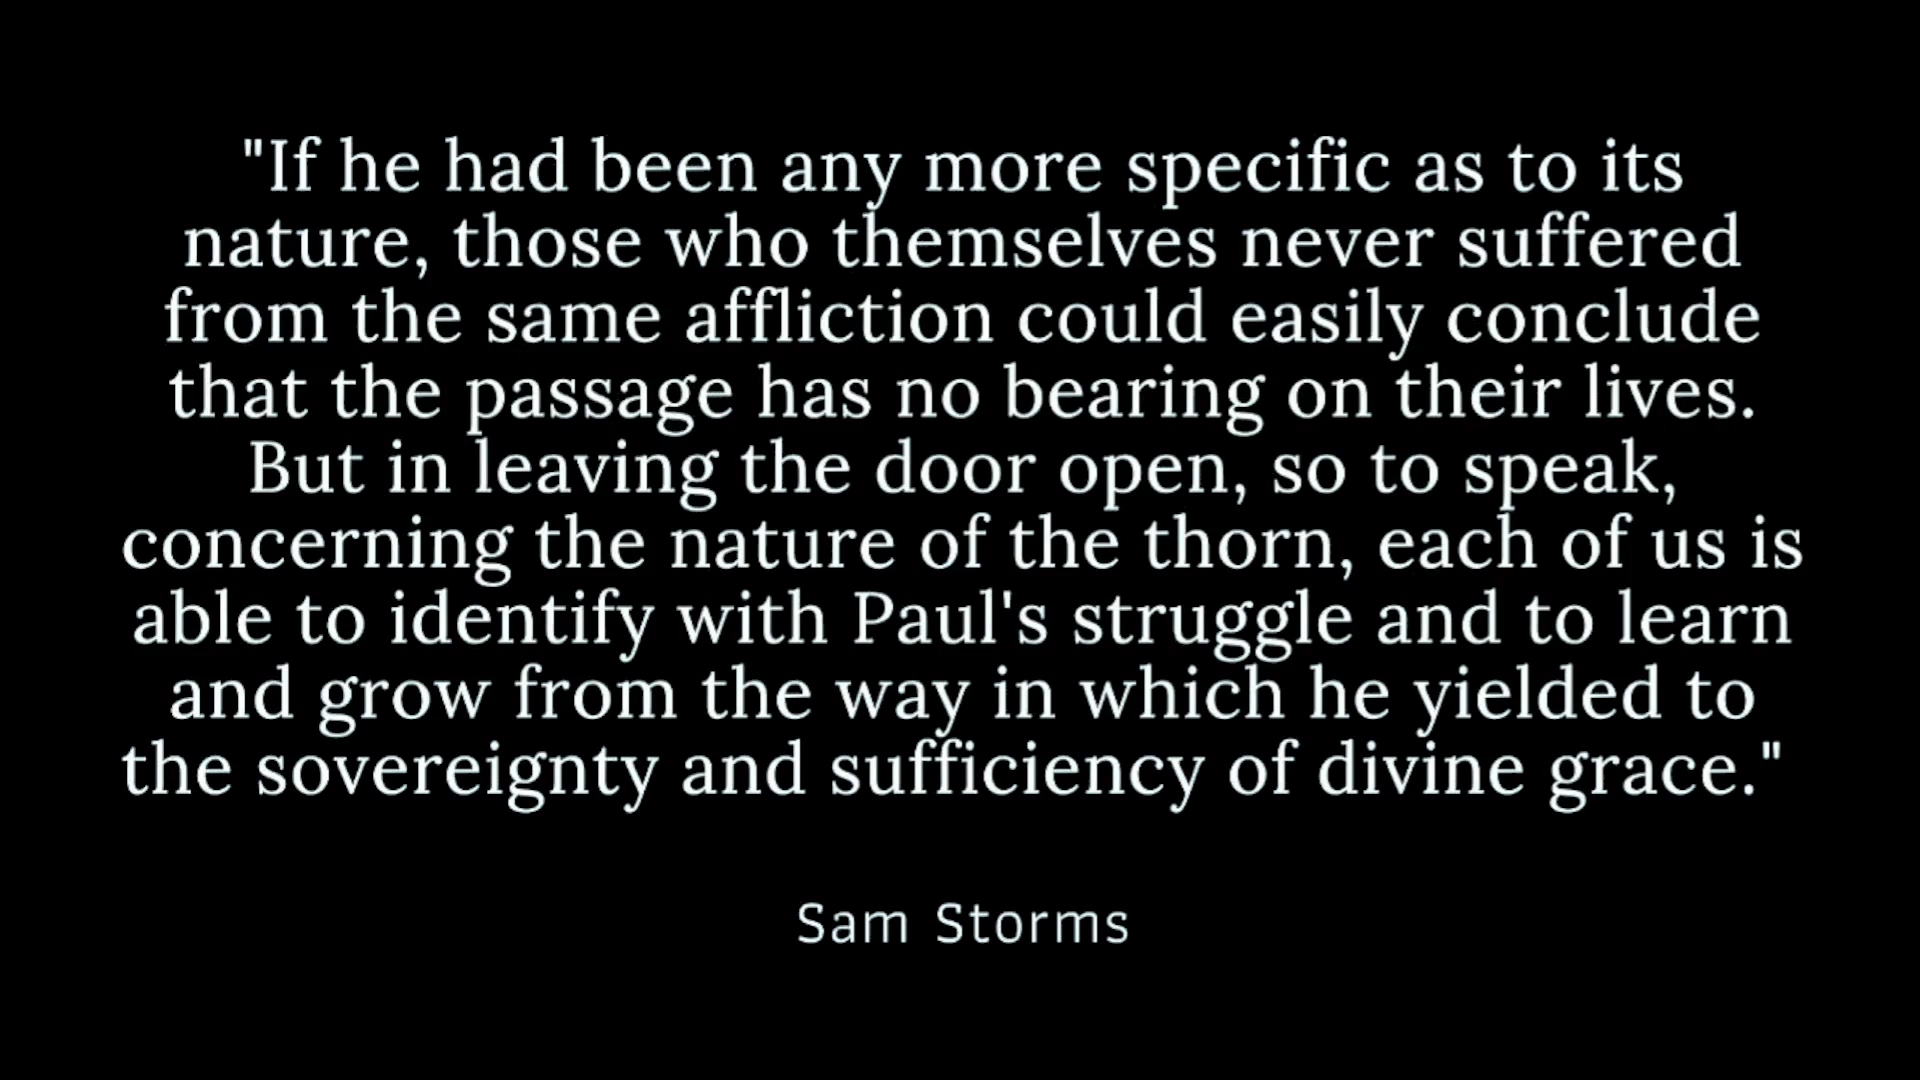 "If he had been any more specific as to its
nature, those who themselves never suffered
from the same affliction could easily conclude
that the passage has no bearing on their lives.
But in leaving the door open, so to speak,
concerning the nature of the thorn, each of us is
able to identify with Paul's struggle and to learn
and grow from the way in which he yielded to
the sovereignty and sufficiency of divine grace."
Sam Storms